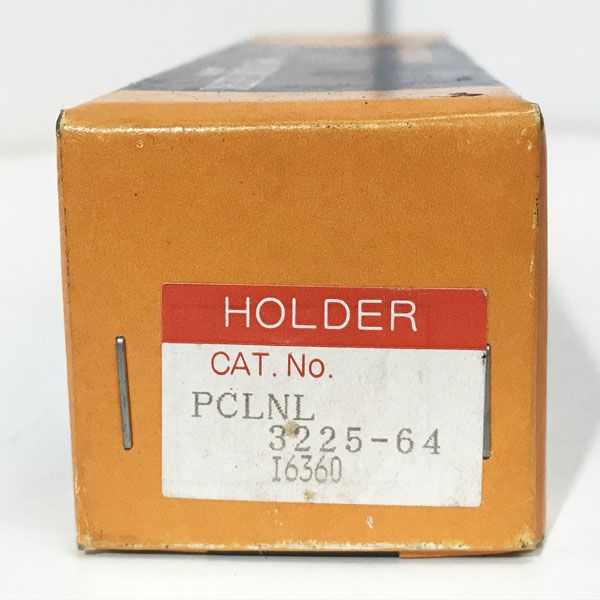 HOLDER
CAT. No.
PCLNL
3225-64
I6360